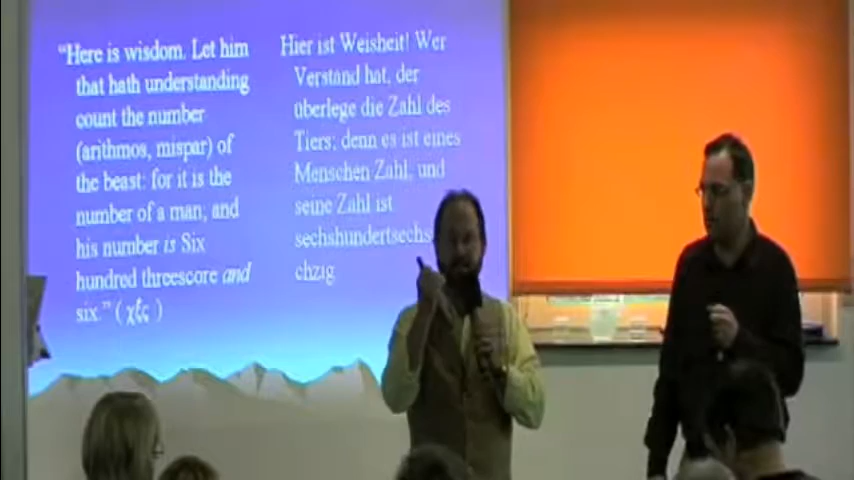 “Here is wisdom. Let him
that hath understanding
count the number
(arithmos, mispar) of
the beast: for it is the
number of a man; and
his number is Six
hundred threescore and
six.” ( χξς )
Hier ist Weisheit! Wer
Verstand hat, der
überlege die Zahl des
Tiers; denn es ist eines
Menschen Zahl, und
seine Zahl ist
sechshundertsechs
chzig